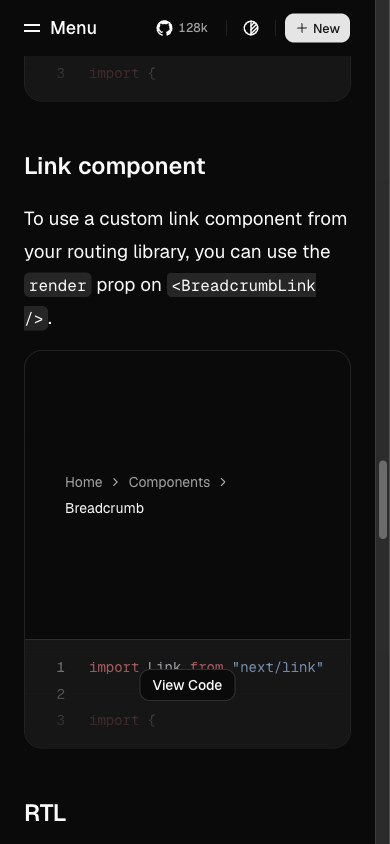 Menu 128k + New
3 import {
Link component
To use a custom link component from
your routing library, you can use the
render prop on <BreadcrumbLink
/>.
Home > Components >
Breadcrumb
1 import Link from "next/link"
View Code
2
3 import {
RTL